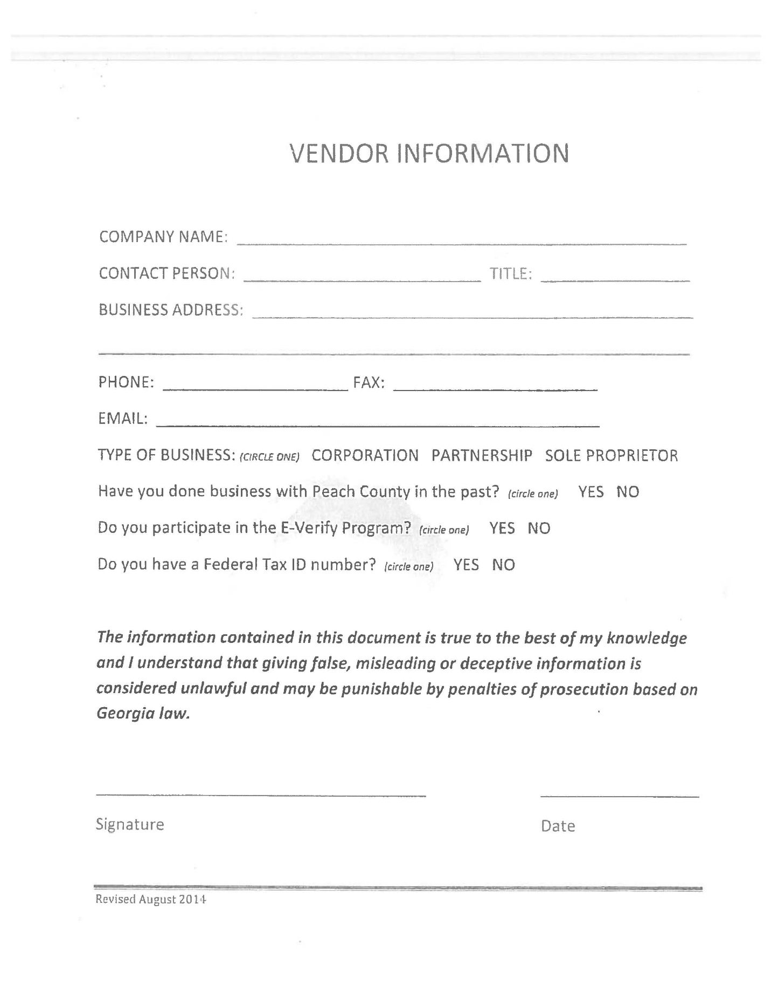 VENDOR INFORMATION
COMPANY NAME:
CONTACT PERSON: TITLE:
BUSINESS ADDRESS:
PHONE: FAX:
EMAIL:
TYPE OF BUSINESS: (CIRCLE ONE) CORPORATION PARTNERSHIP SOLE PROPRIETOR
Have you done business with Peach County in the past? (circle one) YES NO
Do you participate in the E-Verify Program? (circle one) YES NO
Do you have a Federal Tax ID number? (circle one) YES NO
The information contained in this document is true to the best of my knowledge
and I understand that giving false, misleading or deceptive information is
considered unlawful and may be punishable by penalties of prosecution based on
Georgia law.
Signature Date
Revised August 2014